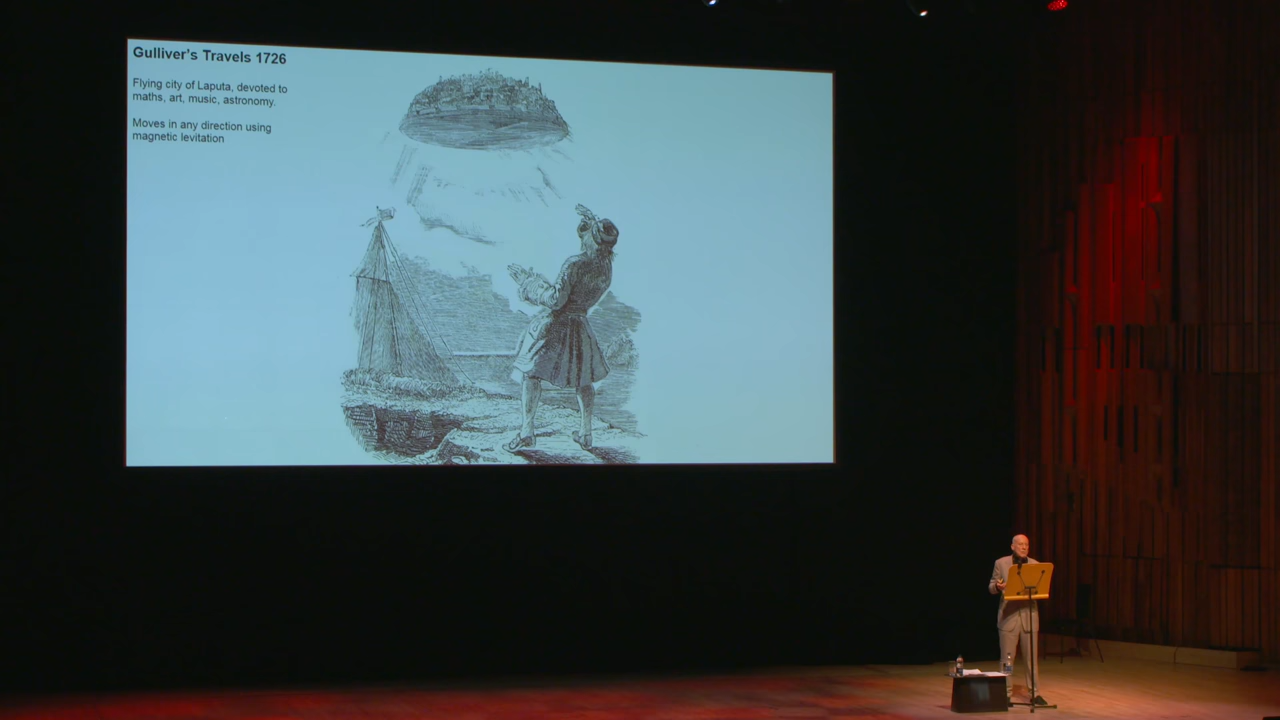 Gulliver's Travels 1726
Flying city of Laputa, devoted to
maths, art, music, astronomy.
Moves in any direction using
magnetic levitation